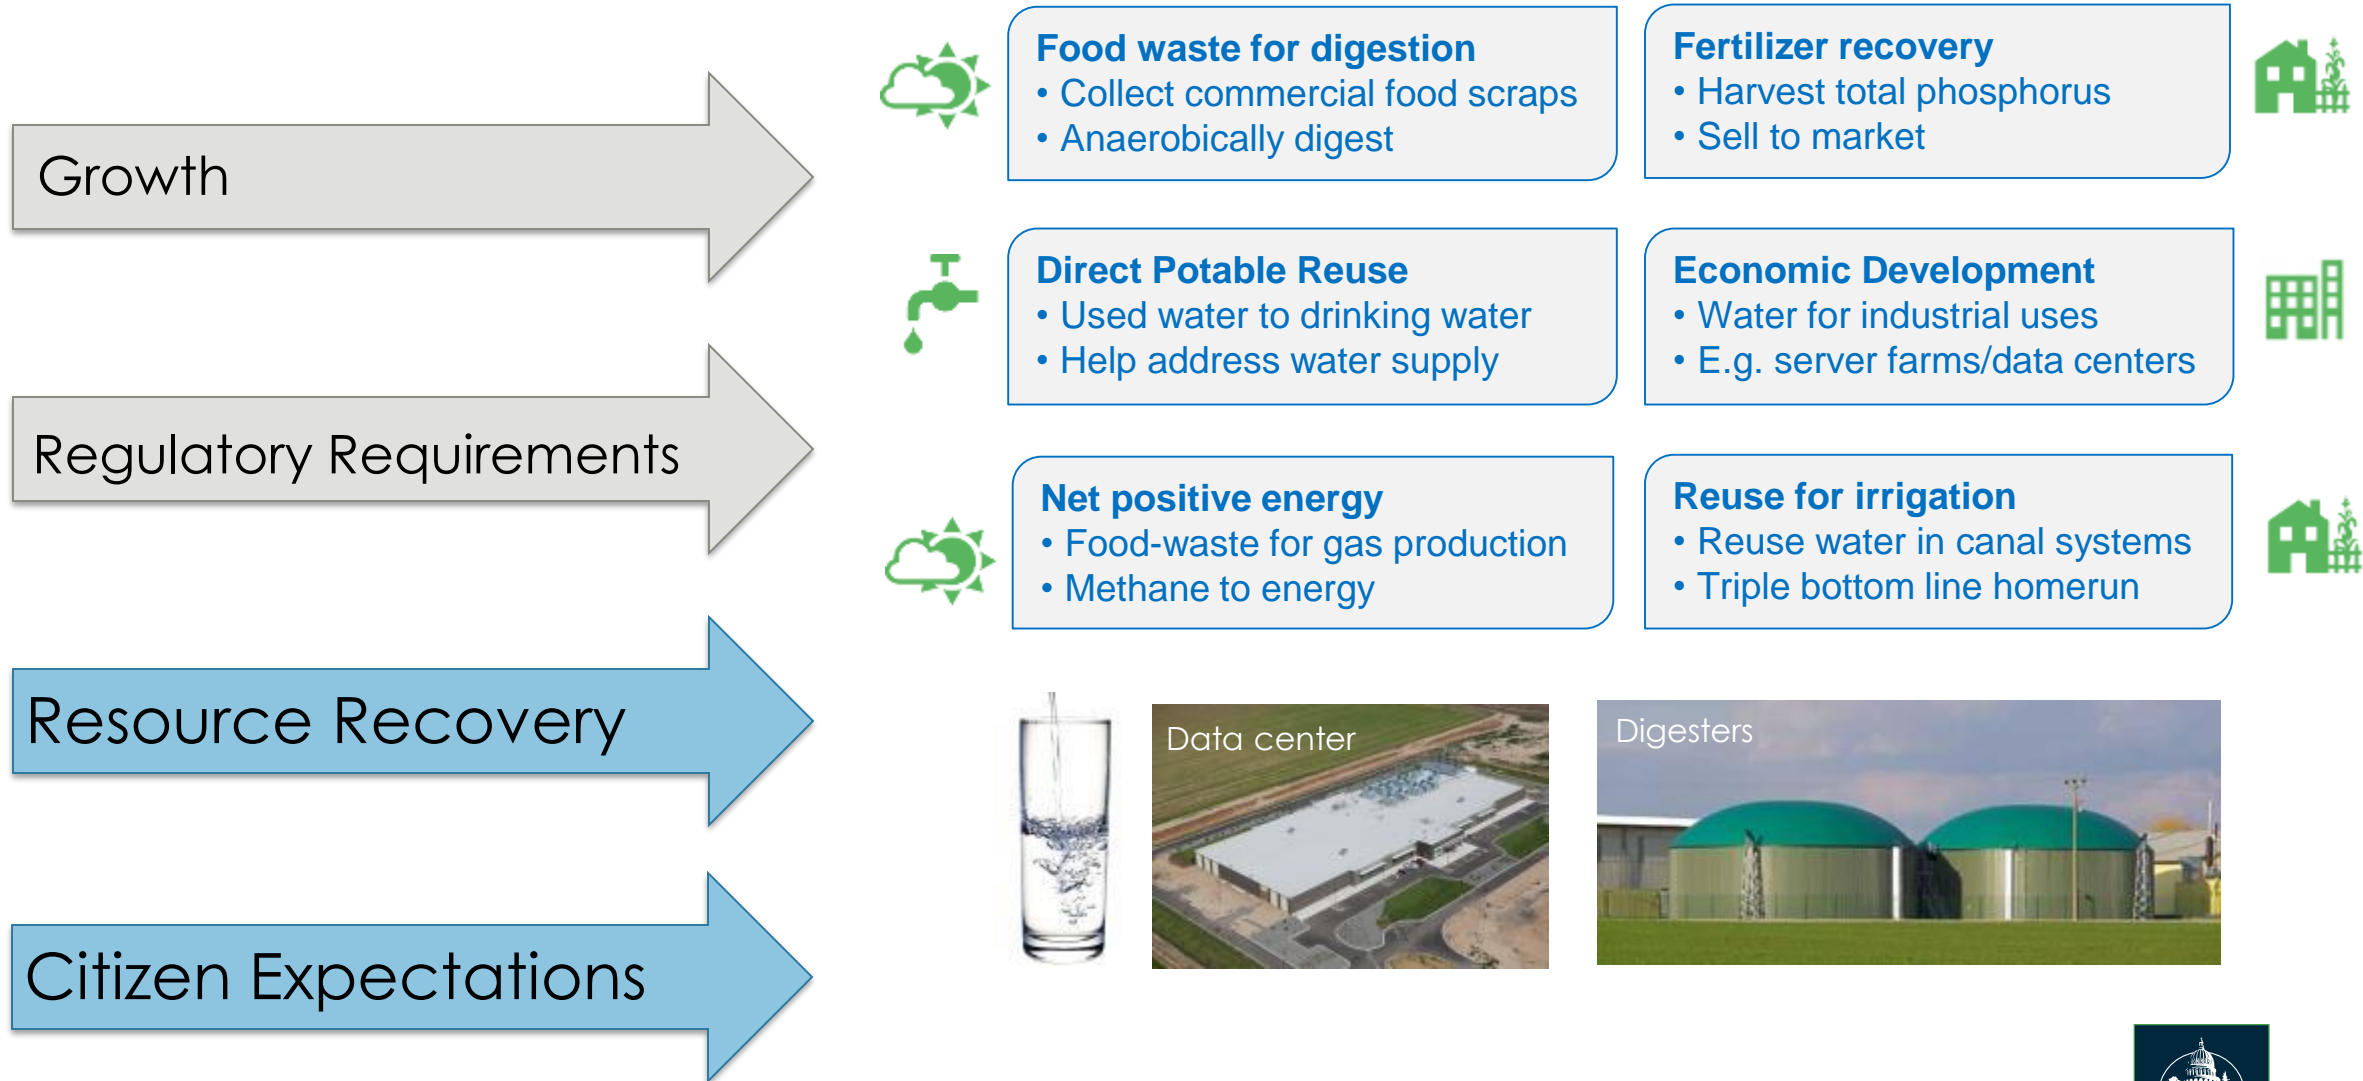 Growth
Regulatory Requirements
Resource Recovery
Citizen Expectations
Food waste for digestion
• Collect commercial food scraps
• Anaerobically digest
Fertilizer recovery
• Harvest total phosphorus
• Sell to market
Direct Potable Reuse
• Used water to drinking water
• Help address water supply
Economic Development
• Water for industrial uses
• E.g. server farms/data centers
Net positive energy
• Food-waste for gas production
• Methane to energy
Reuse for irrigation
• Reuse water in canal systems
• Triple bottom line homerun
Data center
Digesters